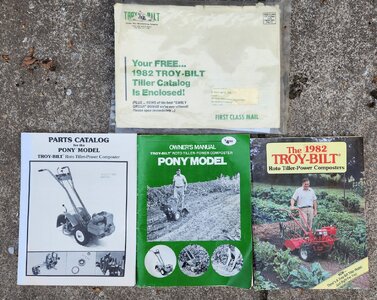 TROY-BILT
Your FREE...
1982 TROY-BILT
Tiller Catalog
Is Enclosed!
FIRST CLASS MAIL
PARTS CATALOG
for the
PONY MODEL
TROY-BILT Roto Tiller-Power Composter
OWNER'S MANUAL
TROY-BILT ROTO TILLER-POWER COMPOSTER
PONY MODEL
The 1982
TROY-BILT
Roto Tiller-Power Composters